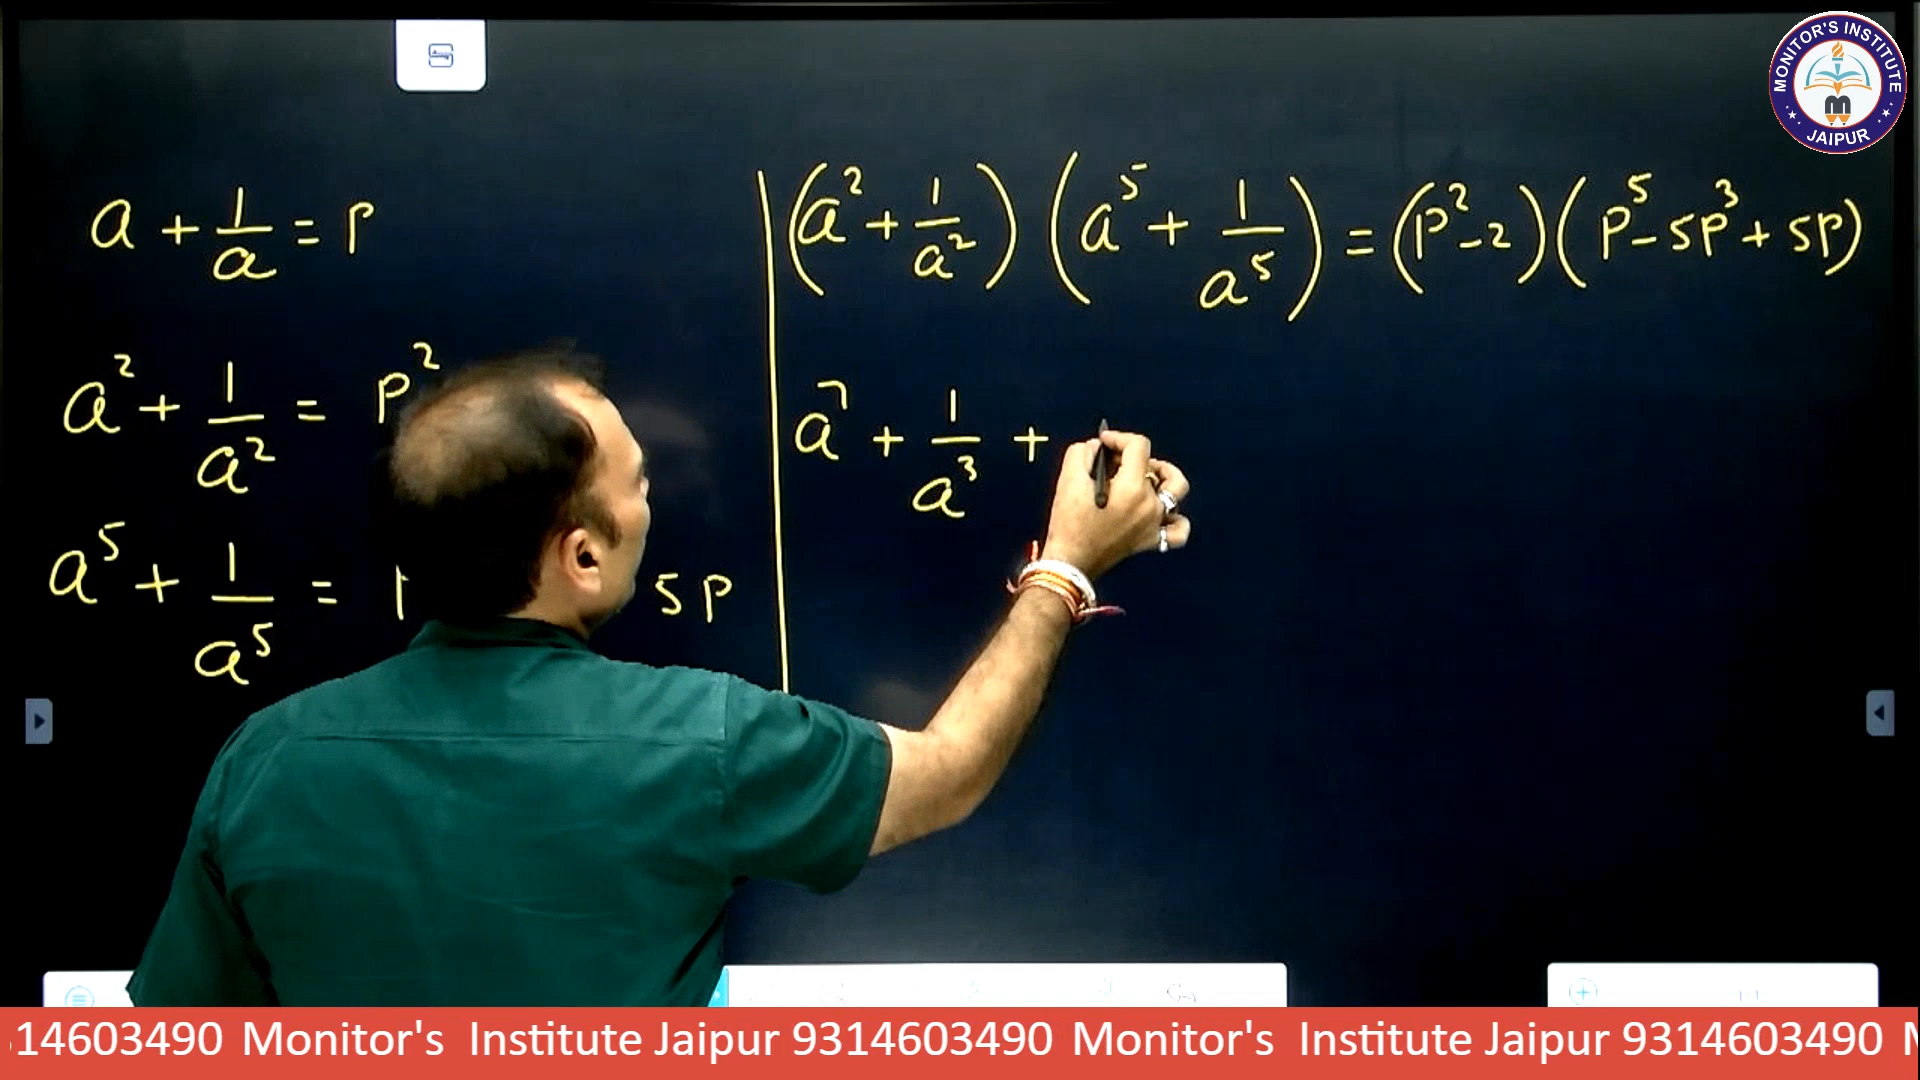 MONITOR'S INSTITUTE
JAIPUR
a + 1/a = P
a² + 1/a² = P²
a⁵ + 1/a⁵ = 5P
(a² + 1/a²) (a⁵ + 1/a⁵) = (P² - 2) (P⁵ - 5P³ + 5P)
a⁷ + 1/a³ +
14603490 Monitor's Institute Jaipur 9314603490 Monitor's Institute Jaipur 9314603490